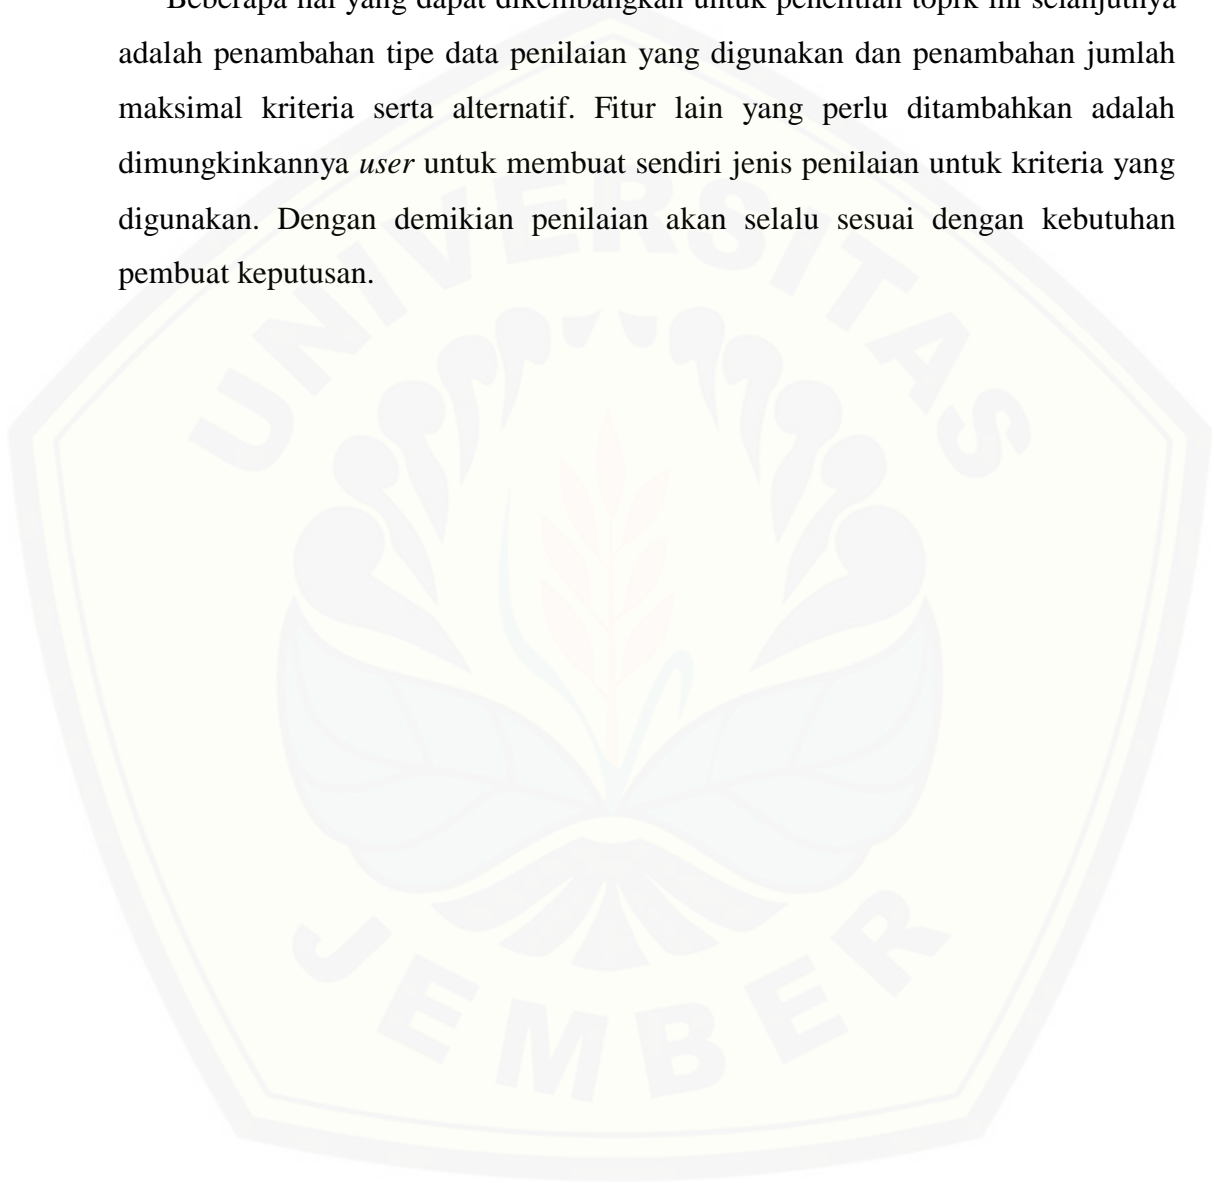 Beberapa hal yang dapat dikembangkan untuk penelitian topik ini selanjutnya
adalah penambahan tipe data penilaian yang digunakan dan penambahan jumlah
maksimal kriteria serta alternatif. Fitur lain yang perlu ditambahkan adalah
dimungkinkannya user untuk membuat sendiri jenis penilaian untuk kriteria yang
digunakan. Dengan demikian penilaian akan selalu sesuai dengan kebutuhan
pembuat keputusan.
UNIVERSITAS
JEMBER